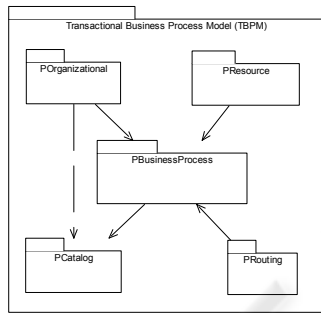 Transactional Business Process Model (TBPM)
POrganizational
PResource
PBusinessProcess
PCatalog
PRouting